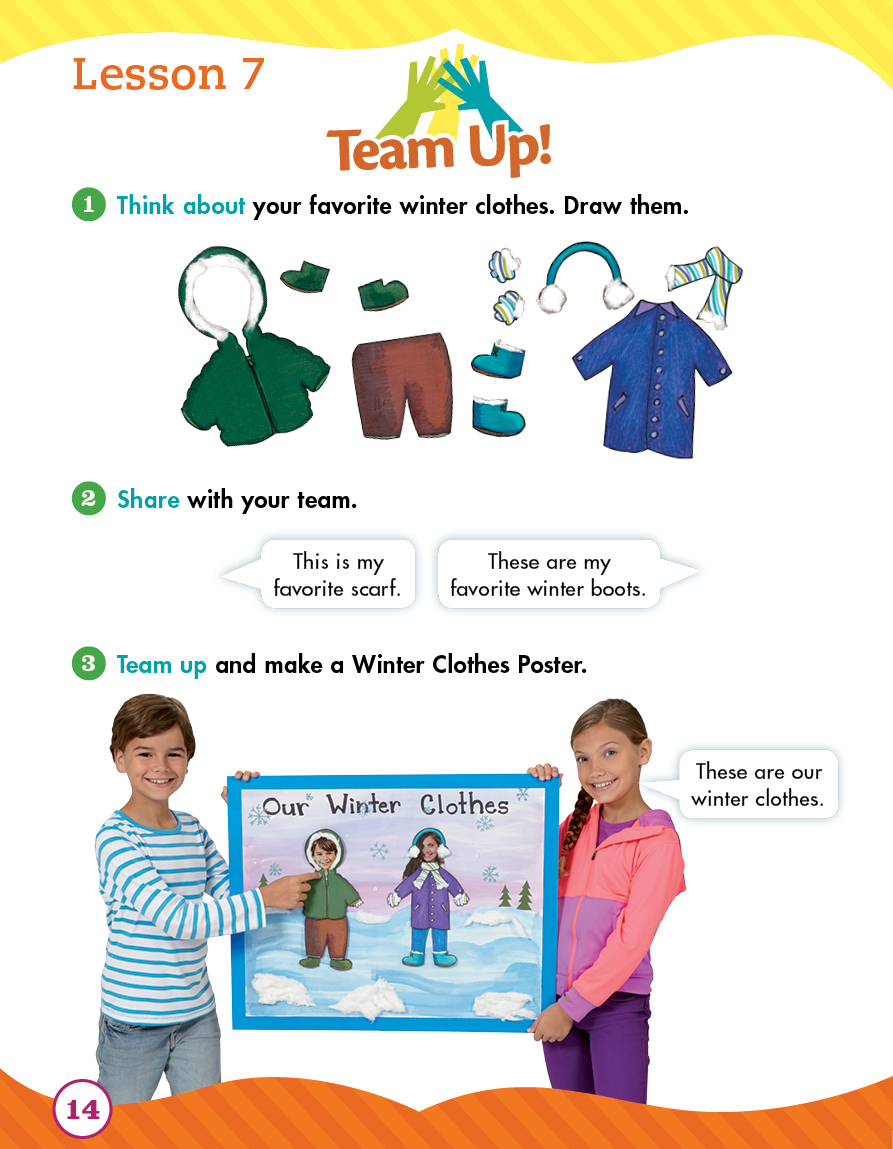 Lesson 7
Team Up!
1 Think about your favorite winter clothes. Draw them.
2 Share with your team.
This is my
favorite scarf.
These are my
favorite winter boots.
3 Team up and make a Winter Clothes Poster.
Our Winter Clothes
These are our
winter clothes.
14